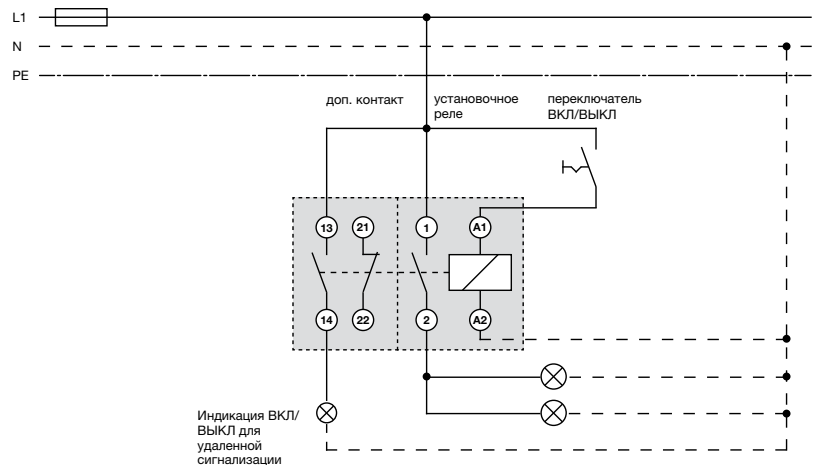 L1
N
PE
доп. контакт
установочное
реле
переключатель
ВКЛ/ВЫКЛ
13 21 1 A1
14 22 2 A2
Индикация ВКЛ/
ВЫКЛ для
удаленной
сигнализации